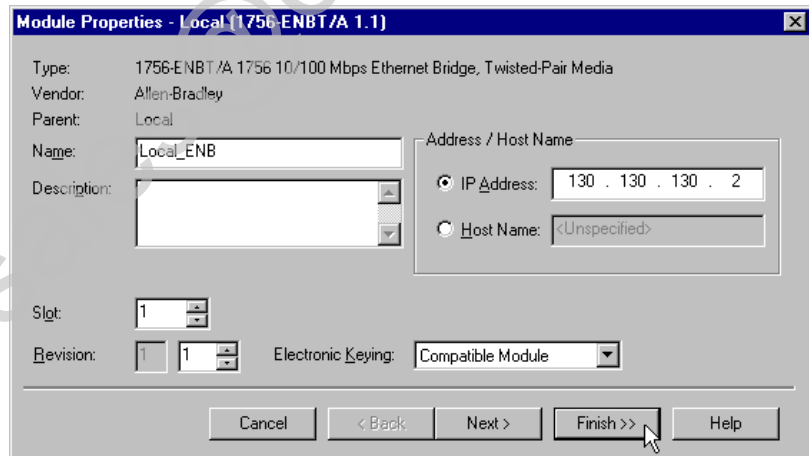 Module Properties - Local (1756-ENBT/A 1.1)
Type: 1756-ENBT/A 1756 10/100 Mbps Ethernet Bridge, Twisted-Pair Media
Vendor: Allen-Bradley
Parent: Local
Name: Local_ENB
Address / Host Name
Description:
IP Address: 130 . 130 . 130 . 2
Host Name: <Unspecified>
Slot: 1
Revision: 1 1 Electronic Keying: Compatible Module
Cancel < Back Next > Finish >> Help